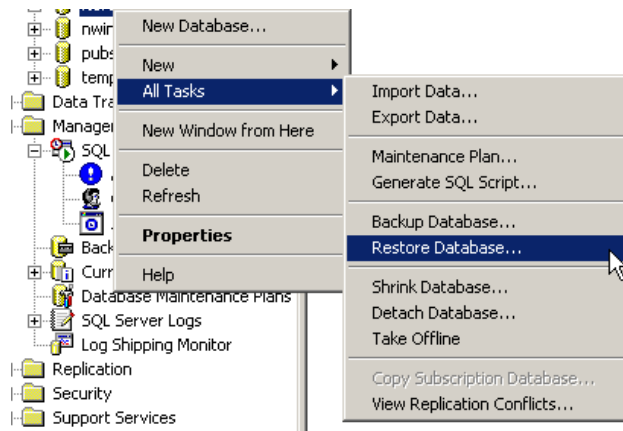 nwin
pubs
temp
Data Tra
Manager
SQL
Back
Curr
Database Maintenance Plans
SQL Server Logs
Log Shipping Monitor
Replication
Security
Support Services
New Database...
New
All Tasks
New Window from Here
Delete
Refresh
Properties
Help
Import Data...
Export Data...
Maintenance Plan...
Generate SQL Script...
Backup Database...
Restore Database...
Shrink Database...
Detach Database...
Take Offline
Copy Subscription Database...
View Replication Conflicts...